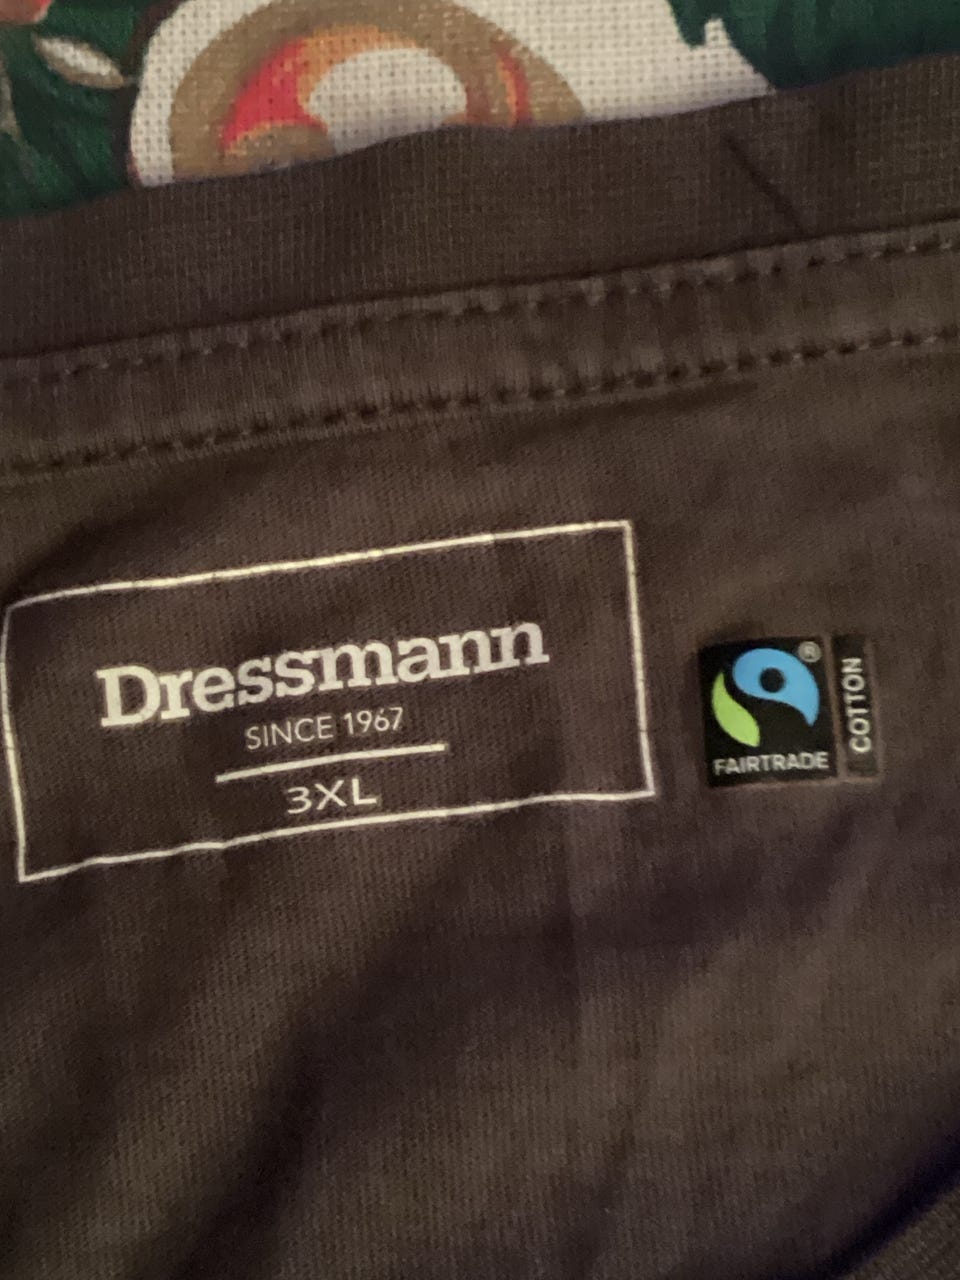 Dressmann
SINCE 1967
3XL
FAIRTRADE
®
COTTON